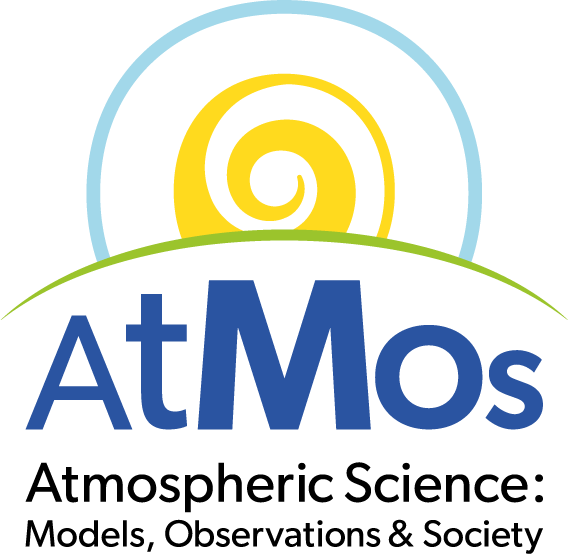 AtMos
Atmospheric Science:
Models, Observations & Society